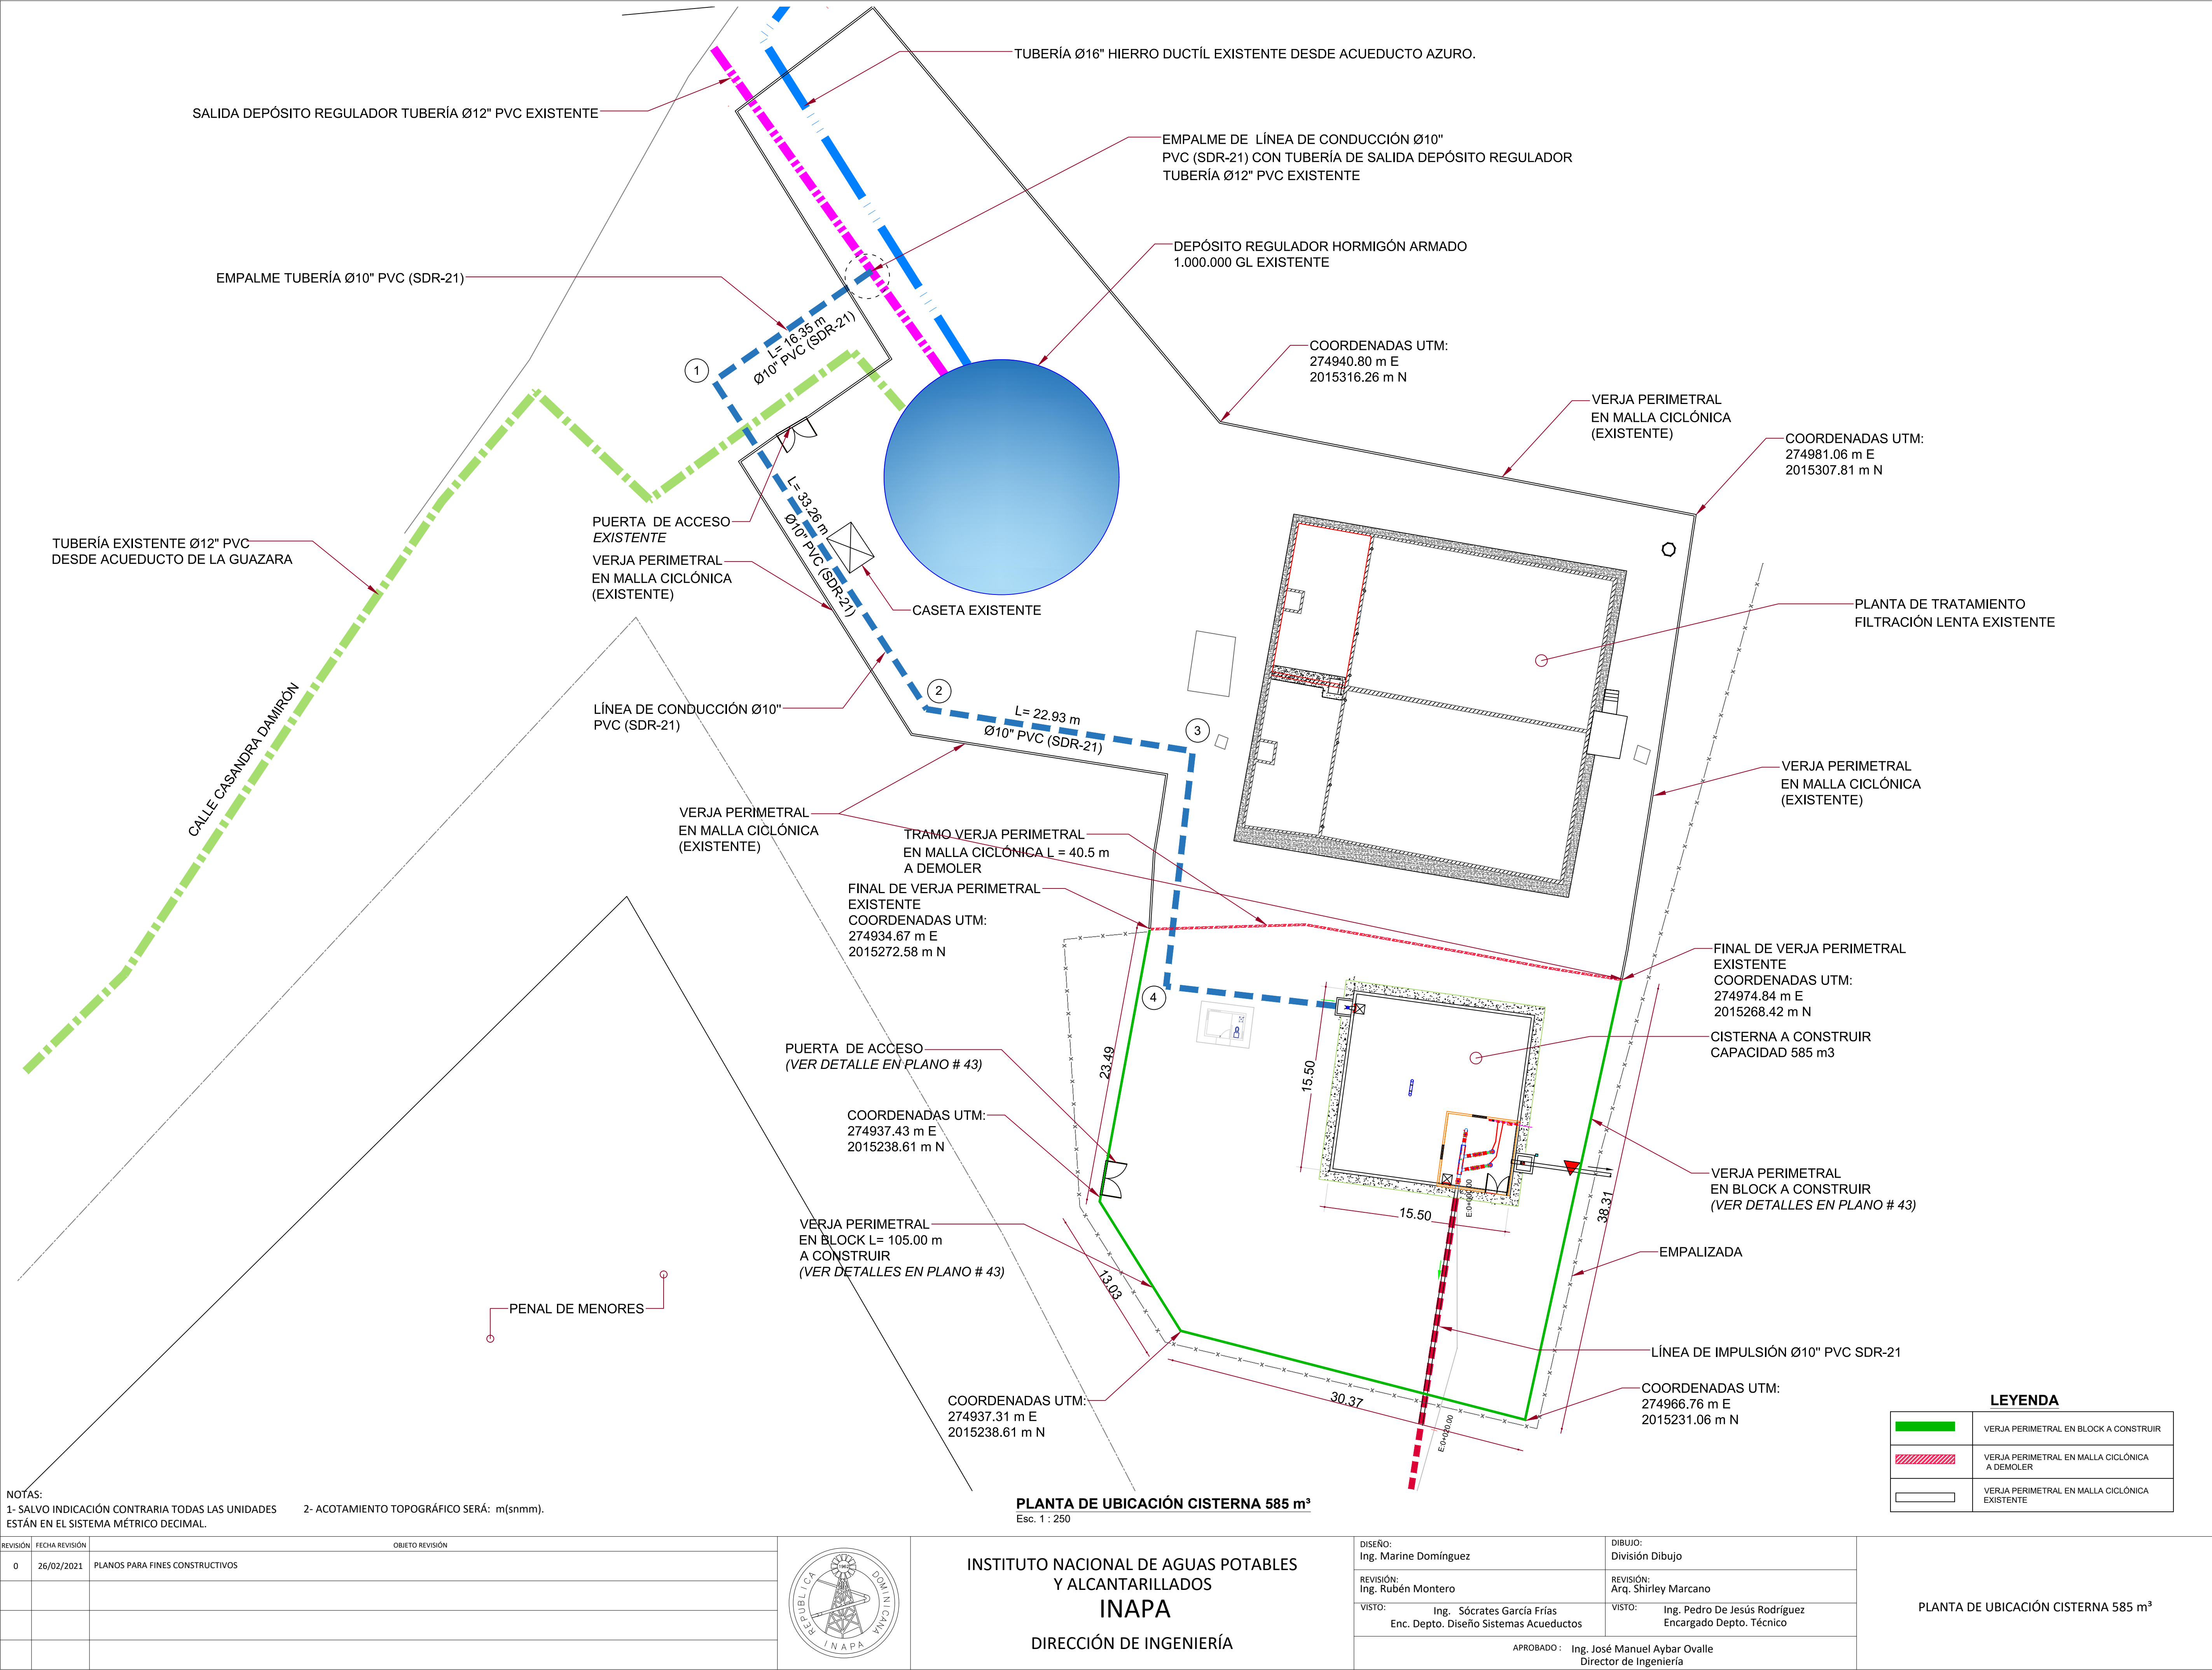 TUBERÍA Ø16" HIERRO DUCTÍL EXISTENTE DESDE ACUEDUCTO AZURO.
SALIDA DEPÓSITO REGULADOR TUBERÍA Ø12" PVC EXISTENTE
EMPALME DE LÍNEA DE CONDUCCIÓN Ø10"
PVC (SDR-21) CON TUBERÍA DE SALIDA DEPÓSITO REGULADOR
TUBERÍA Ø12" PVC EXISTENTE
DEPÓSITO REGULADOR HORMIGÓN ARMADO
1.000.000 GL EXISTENTE
EMPALME TUBERÍA Ø10" PVC (SDR-21)
L= 16.35 m
Ø10" PVC (SDR-21)
1
COORDENADAS UTM:
274940.80 m E
2015316.26 m N
VERJA PERIMETRAL
EN MALLA CICLÓNICA
(EXISTENTE)
COORDENADAS UTM:
274981.06 m E
2015307.81 m N
L= 33.26 m
Ø10" PVC (SDR-21)
PUERTA DE ACCESO
EXISTENTE
VERJA PERIMETRAL
EN MALLA CICLÓNICA
(EXISTENTE)
TUBERÍA EXISTENTE Ø12" PVC
DESDE ACUEDUCTO DE LA GUAZARA
CASETA EXISTENTE
PLANTA DE TRATAMIENTO
FILTRACIÓN LENTA EXISTENTE
CALLE CASANDRA DAMIRÓN
LÍNEA DE CONDUCCIÓN Ø10"
PVC (SDR-21)
2
L= 22.93 m
Ø10" PVC (SDR-21)
3
VERJA PERIMETRAL
EN MALLA CICLÓNICA
(EXISTENTE)
VERJA PERIMETRAL
EN MALLA CICLÓNICA
(EXISTENTE)
TRAMO VERJA PERIMETRAL
EN MALLA CICLÓNICA L = 40.5 m
A DEMOLER
FINAL DE VERJA PERIMETRAL
EXISTENTE
COORDENADAS UTM:
274934.67 m E
2015272.58 m N
FINAL DE VERJA PERIMETRAL
EXISTENTE
COORDENADAS UTM:
274974.84 m E
2015268.42 m N
4
CISTERNA A CONSTRUIR
CAPACIDAD 585 m3
PUERTA DE ACCESO
(VER DETALLE EN PLANO # 43)
23.49
15.50
COORDENADAS UTM:
274937.43 m E
2015238.61 m N
VERJA PERIMETRAL
EN BLOCK A CONSTRUIR
(VER DETALLES EN PLANO # 43)
15.50
E:0+000.00
38.31
VERJA PERIMETRAL
EN BLOCK L= 105.00 m
A CONSTRUIR
(VER DETALLES EN PLANO # 43)
13.03
EMPALIZADA
PENAL DE MENORES
LÍNEA DE IMPULSIÓN Ø10" PVC SDR-21
COORDENADAS UTM:
274937.31 m E
2015238.61 m N
30.37
E:0+020.00
COORDENADAS UTM:
274966.76 m E
2015231.06 m N
LEYENDA
VERJA PERIMETRAL EN BLOCK A CONSTRUIR
VERJA PERIMETRAL EN MALLA CICLÓNICA
A DEMOLER
VERJA PERIMETRAL EN MALLA CICLÓNICA
EXISTENTE
NOTAS:
1- SALVO INDICACIÓN CONTRARIA TODAS LAS UNIDADES
ESTÁN EN EL SISTEMA MÉTRICO DECIMAL.
2- ACOTAMIENTO TOPOGRÁFICO SERÁ: m(snmm).
PLANTA DE UBICACIÓN CISTERNA 585 m³
Esc. 1 : 250
REVISIÓN FECHA REVISIÓN OBJETO REVISIÓN
0 26/02/2021 PLANOS PARA FINES CONSTRUCTIVOS
REPUBLICA DOMINICANA
INAPA
INSTITUTO NACIONAL DE AGUAS POTABLES
Y ALCANTARILLADOS
INAPA
DIRECCIÓN DE INGENIERÍA
DISEÑO:
Ing. Marine Domínguez
DIBUJO:
División Dibujo
REVISIÓN:
Ing. Rubén Montero
REVISIÓN:
Arq. Shirley Marcano
VISTO: Ing. Sócrates García Frías
Enc. Depto. Diseño Sistemas Acueductos
VISTO: Ing. Pedro De Jesús Rodríguez
Encargado Depto. Técnico
APROBADO : Ing. José Manuel Aybar Ovalle
Director de Ingeniería
PLANTA DE UBICACIÓN CISTERNA 585 m³